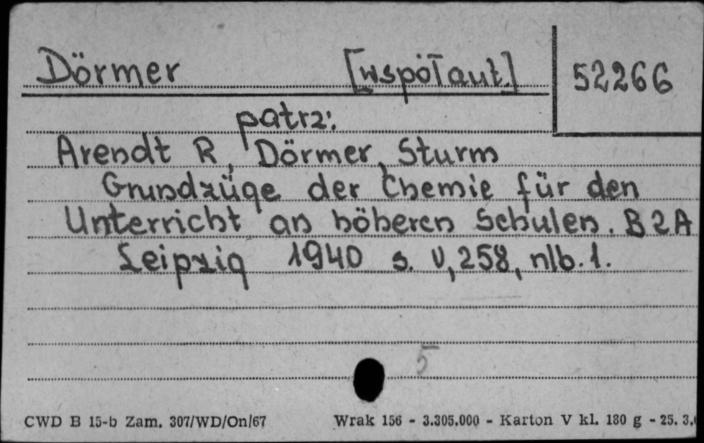 Dörmer [współaut.] 52266
patrz:
Arendt R, Dörmer, Sturm
Grundzüge der Chemie für den
Unterricht an höheren Schulen. B 2A
Leipzig 1940 s. V, 258, nlb. 1.
5
CWD B 15-b Zam. 307/WD/On/67 Wrak 156 - 3.305.000 - Karton V kl. 180 g - 25. 3.